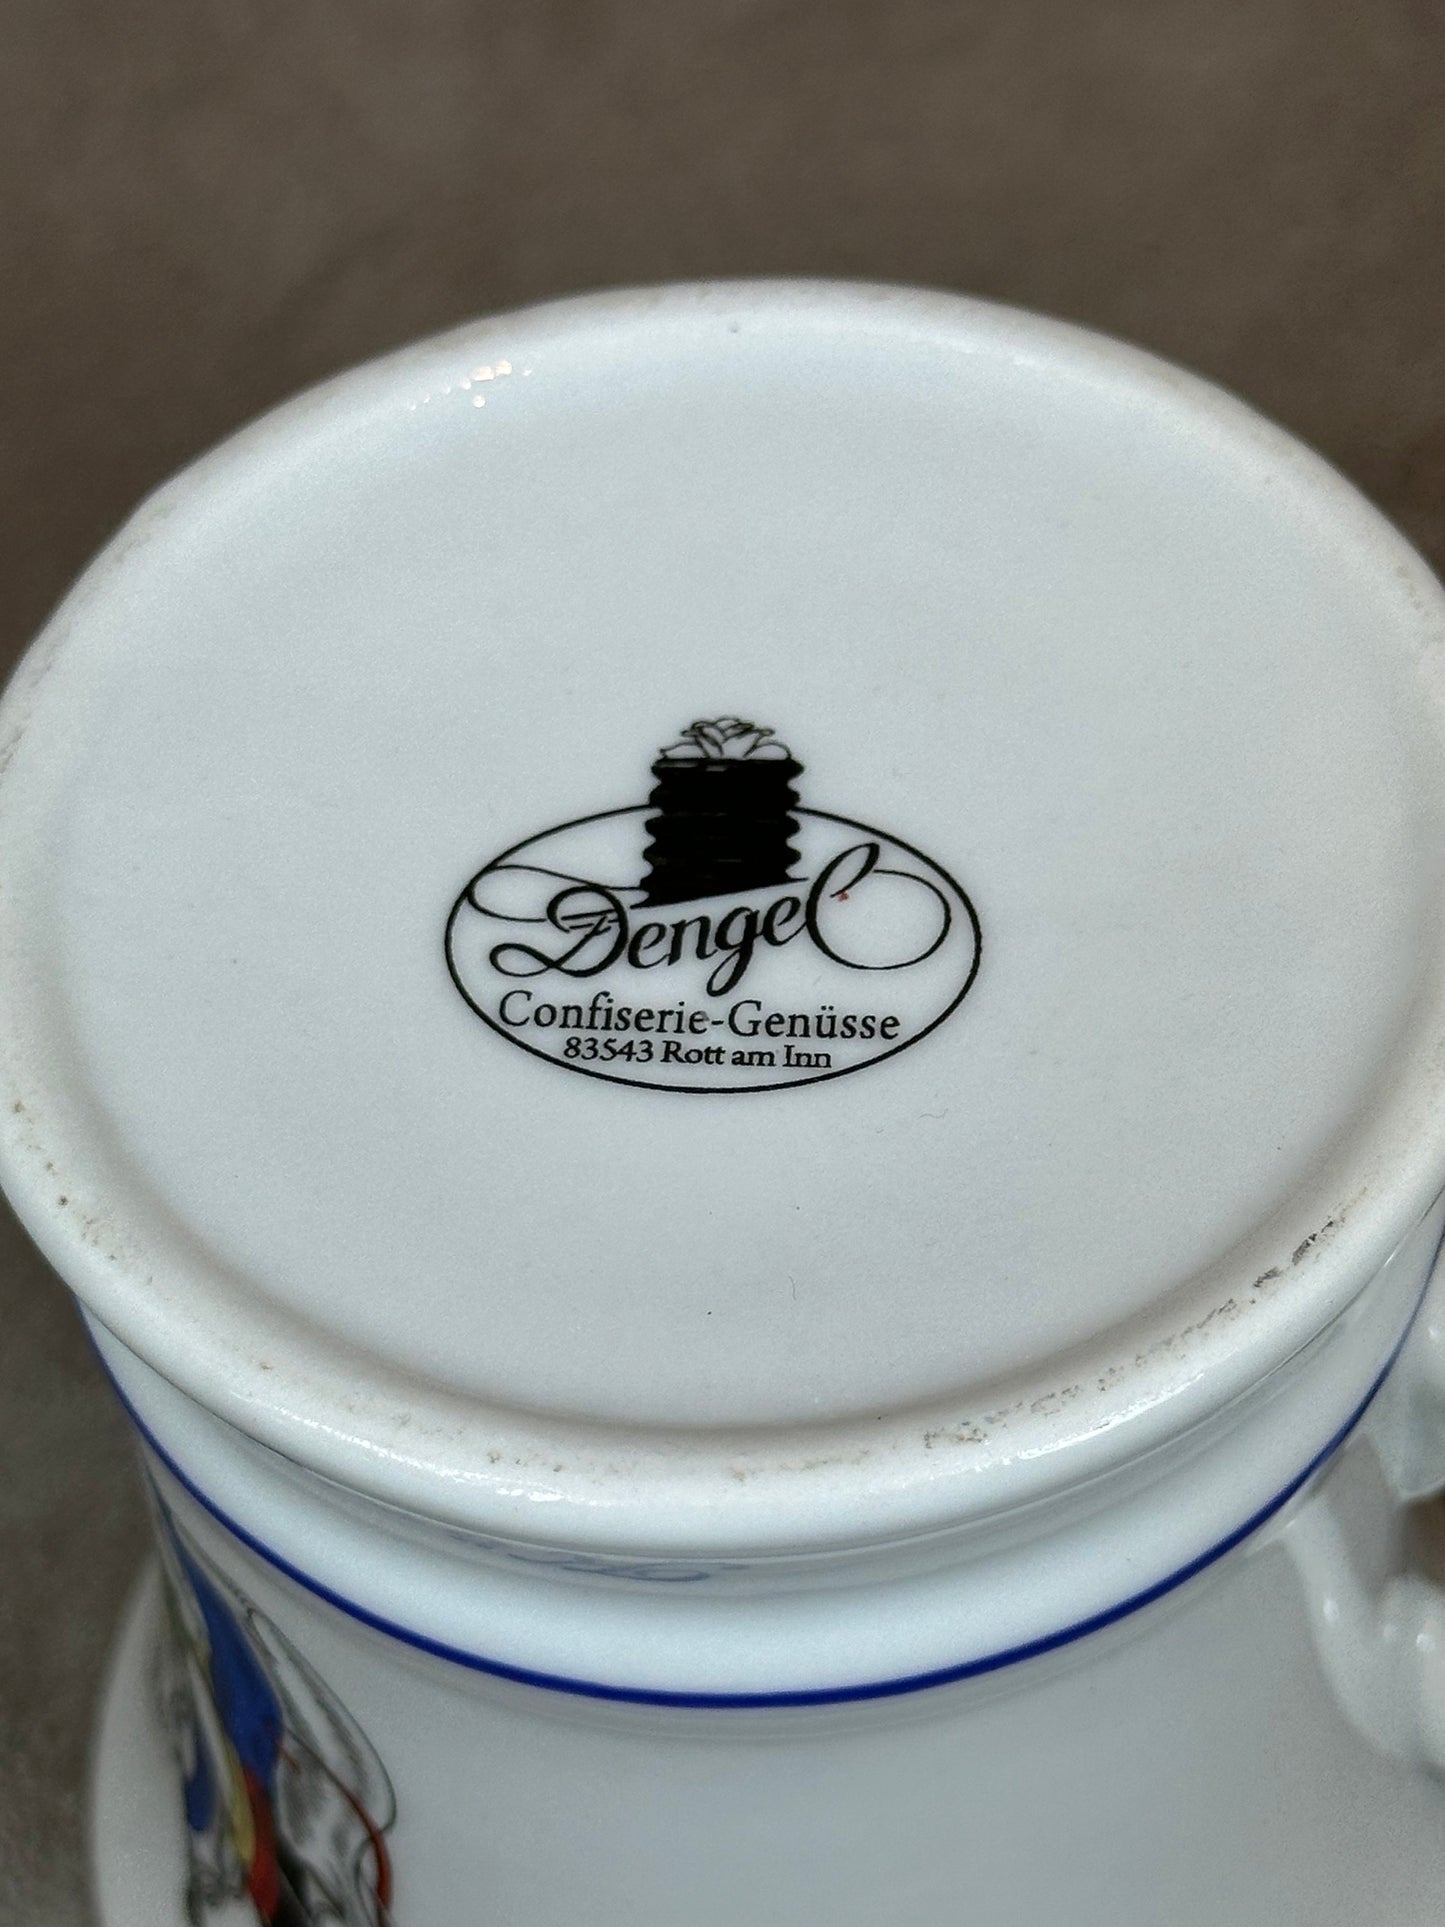 Dengel
Confiserie-Genüsse
83543 Rott am Inn